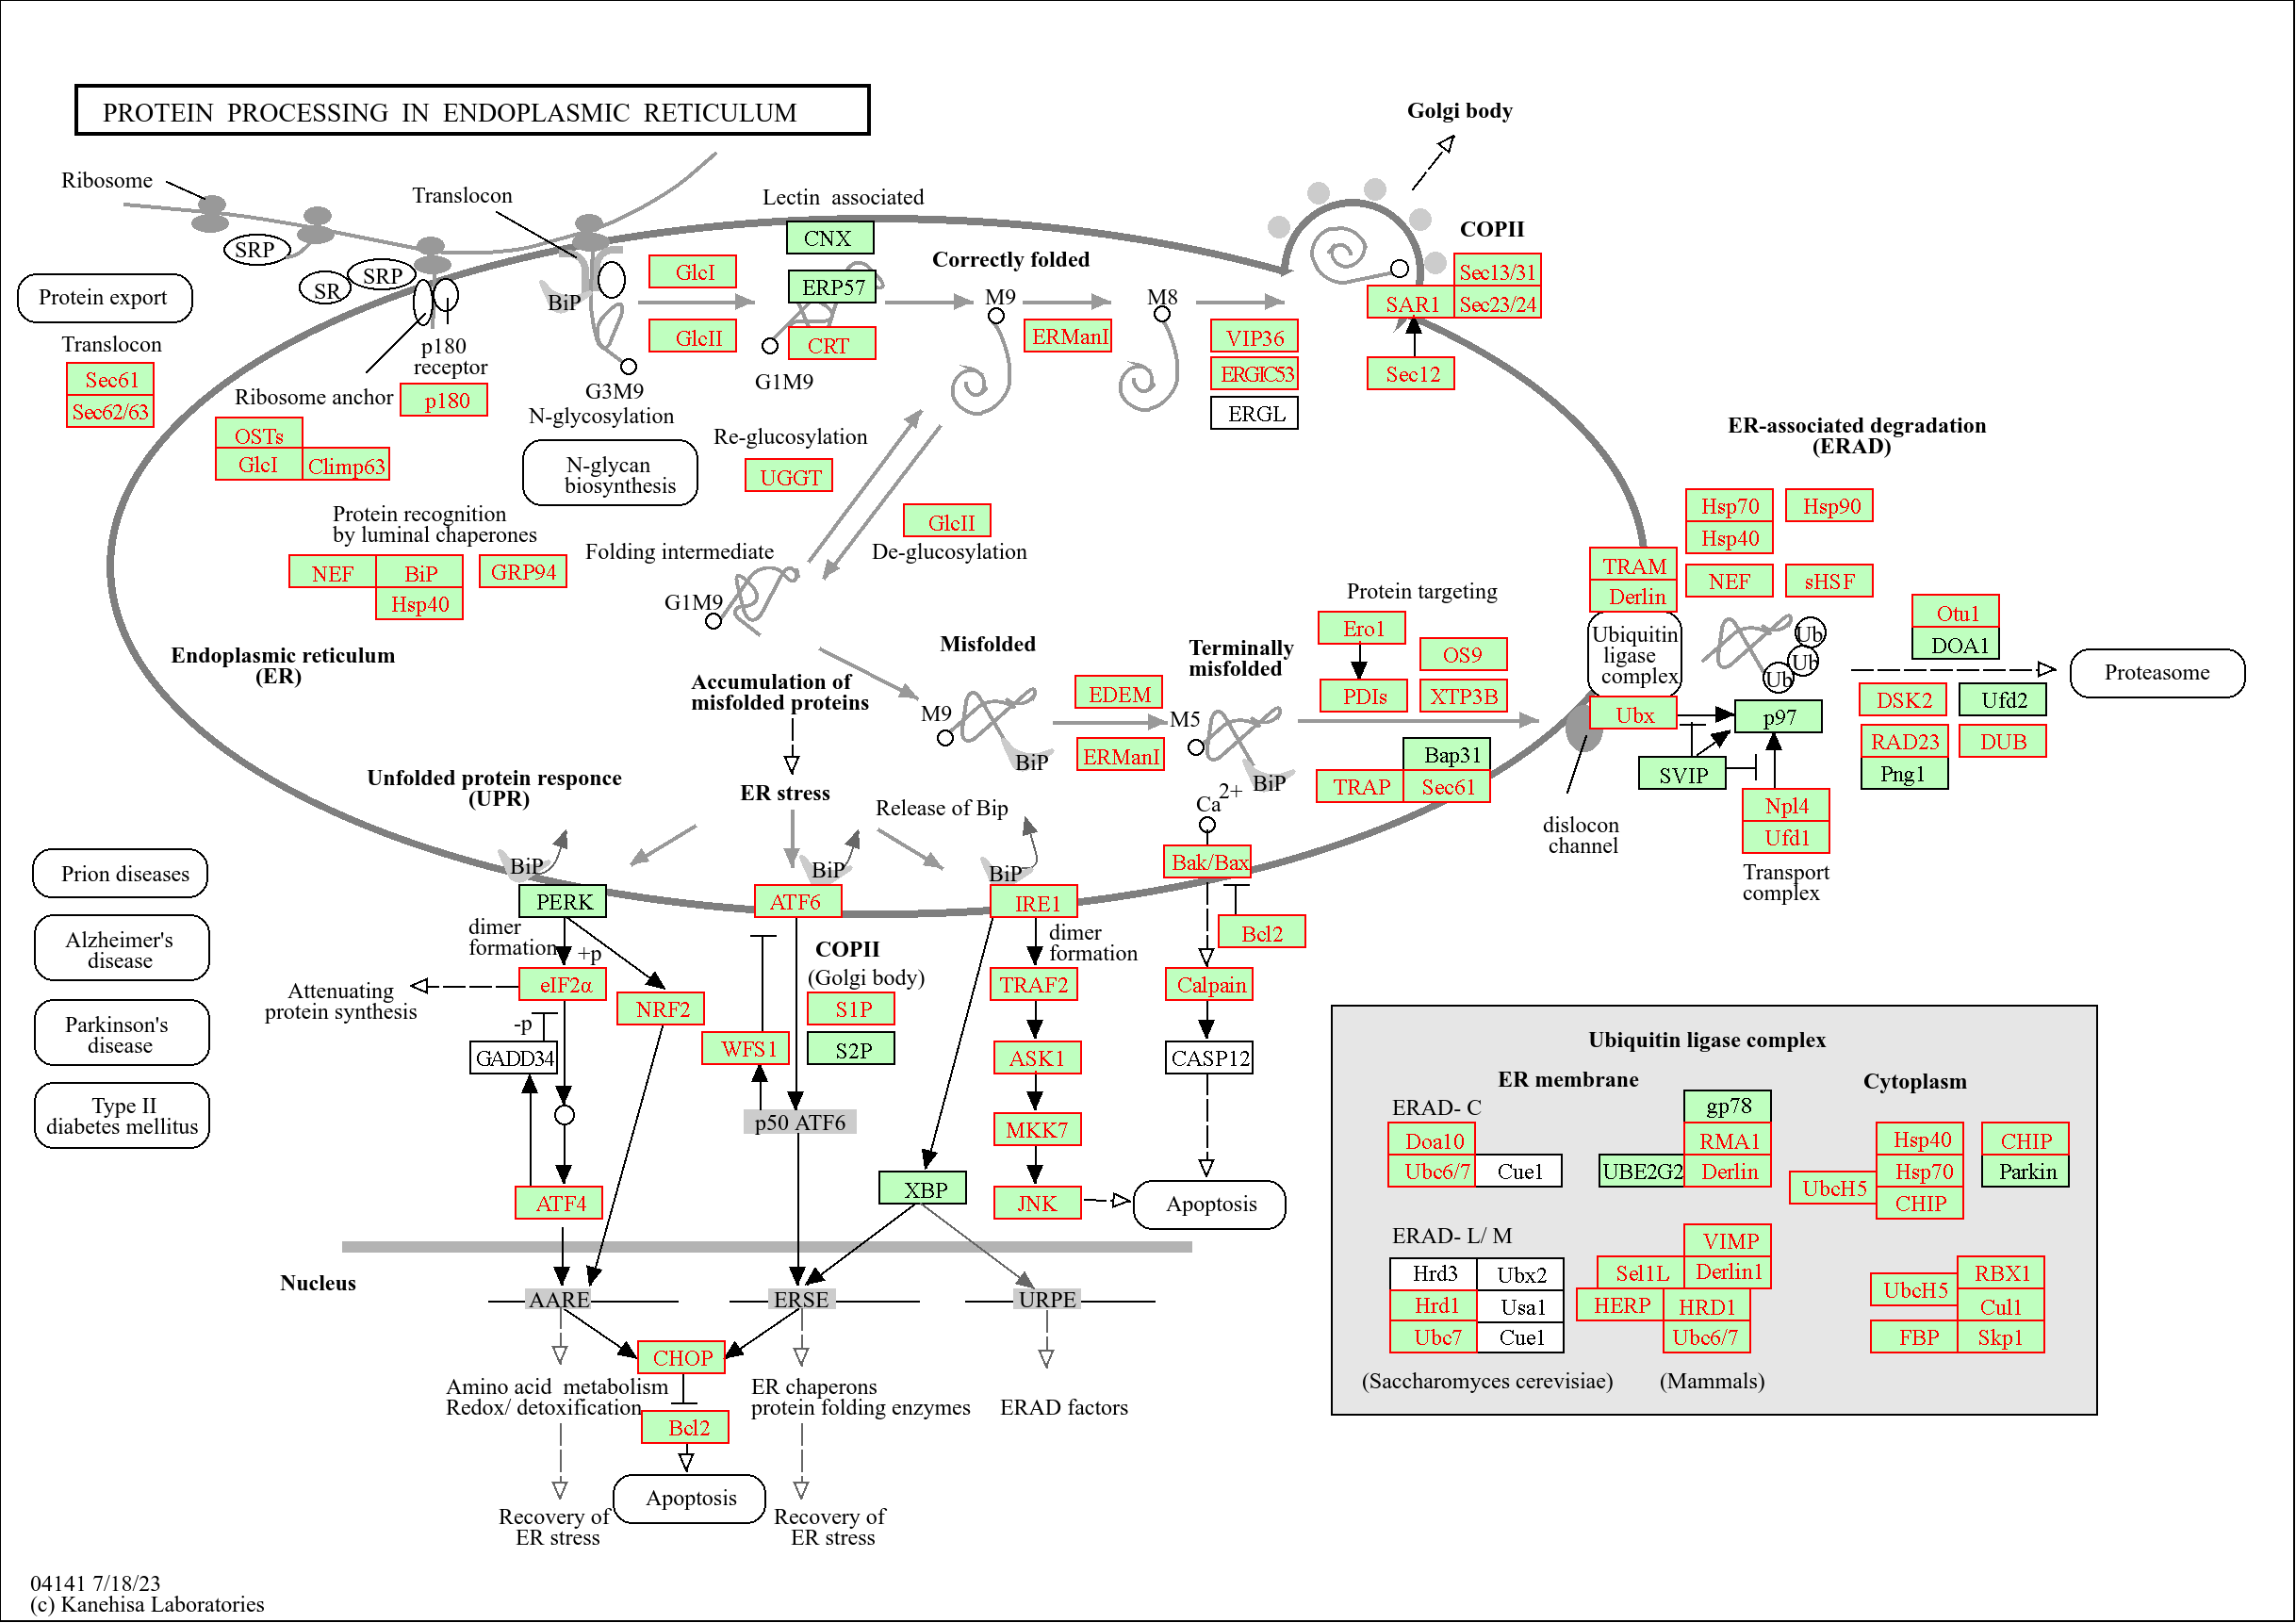 PROTEIN PROCESSING IN ENDOPLASMIC RETICULUM
Golgi body
Ribosome
Translocon
Lectin associated
SRP
SR
SRP
BiP
CNX
COPII
Protein export
GlcI
ERP57
Correctly folded
Sec13/31
SAR1
Sec23/24
M9
M8
Translocon
p180
receptor
GlcII
CRT
ERManI
VIP36
Sec61
Sec62/63
Ribosome anchor
p180
G3M9
G1M9
ERGIC53
Sec12
N-glycosylation
ERGL
OSTs
GlcI
Climp63
Re-glucosylation
ER-associated degradation
(ERAD)
N-glycan
biosynthesis
UGGT
Protein recognition
by luminal chaperones
GlcII
Hsp70
Hsp90
Hsp40
Folding intermediate
De-glucosylation
NEF
BiP
GRP94
Hsp40
TRAM
Derlin
NEF
sHSF
G1M9
Protein targeting
Ero1
OS9
Ubiquitin
ligase
complex
Ub
Ub
Ub
Otu1
DOA1
Proteasome
Endoplasmic reticulum
(ER)
Misfolded
Terminally
misfolded
Accumulation of
misfolded proteins
EDEM
PDIs
XTP3B
DSK2
Ufd2
M9
M5
Ubx
p97
ERManI
BiP
BiP
Bap31
RAD23
DUB
Unfolded protein responce
(UPR)
ER stress
Release of Bip
Ca
2+
TRAP
Sec61
SVIP
Png1
Npl4
Ufd1
dislocon
channel
Transport
complex
Prion diseases
BiP
BiP
BiP
Bak/Bax
PERK
ATF6
IRE1
Alzheimer's
disease
dimer
formation
+p
COPII
(Golgi body)
dimer
formation
Bcl2
Attenuating
protein synthesis
eIF2α
NRF2
S1P
TRAF2
Calpain
Parkinson's
disease
-p
GADD34
WFS1
S2P
ASK1
CASP12
Type II
diabetes mellitus
p50 ATF6
MKK7
XBP
ATF4
JNK
Apoptosis
Nucleus
AARE
ERSE
URPE
CHOP
Amino acid metabolism
Redox/ detoxification
ER chaperons
protein folding enzymes
ERAD factors
Bcl2
Apoptosis
Recovery of
ER stress
Recovery of
ER stress
Ubiquitin ligase complex
ER membrane
Cytoplasm
ERAD- C
gp78
Doa10
RMA1
Hsp40
CHIP
Ubc6/7
Cue1
UBE2G2
Derlin
UbcH5
Hsp70
Parkin
CHIP
ERAD- L/ M
VIMP
Hrd3
Ubx2
Sel1L
Derlin1
UbcH5
RBX1
Hrd1
Usa1
HERP
HRD1
Cul1
Ubc7
Cue1
Ubc6/7
FBP
Skp1
(Saccharomyces cerevisiae)
(Mammals)
04141 7/18/23
(c) Kanehisa Laboratories